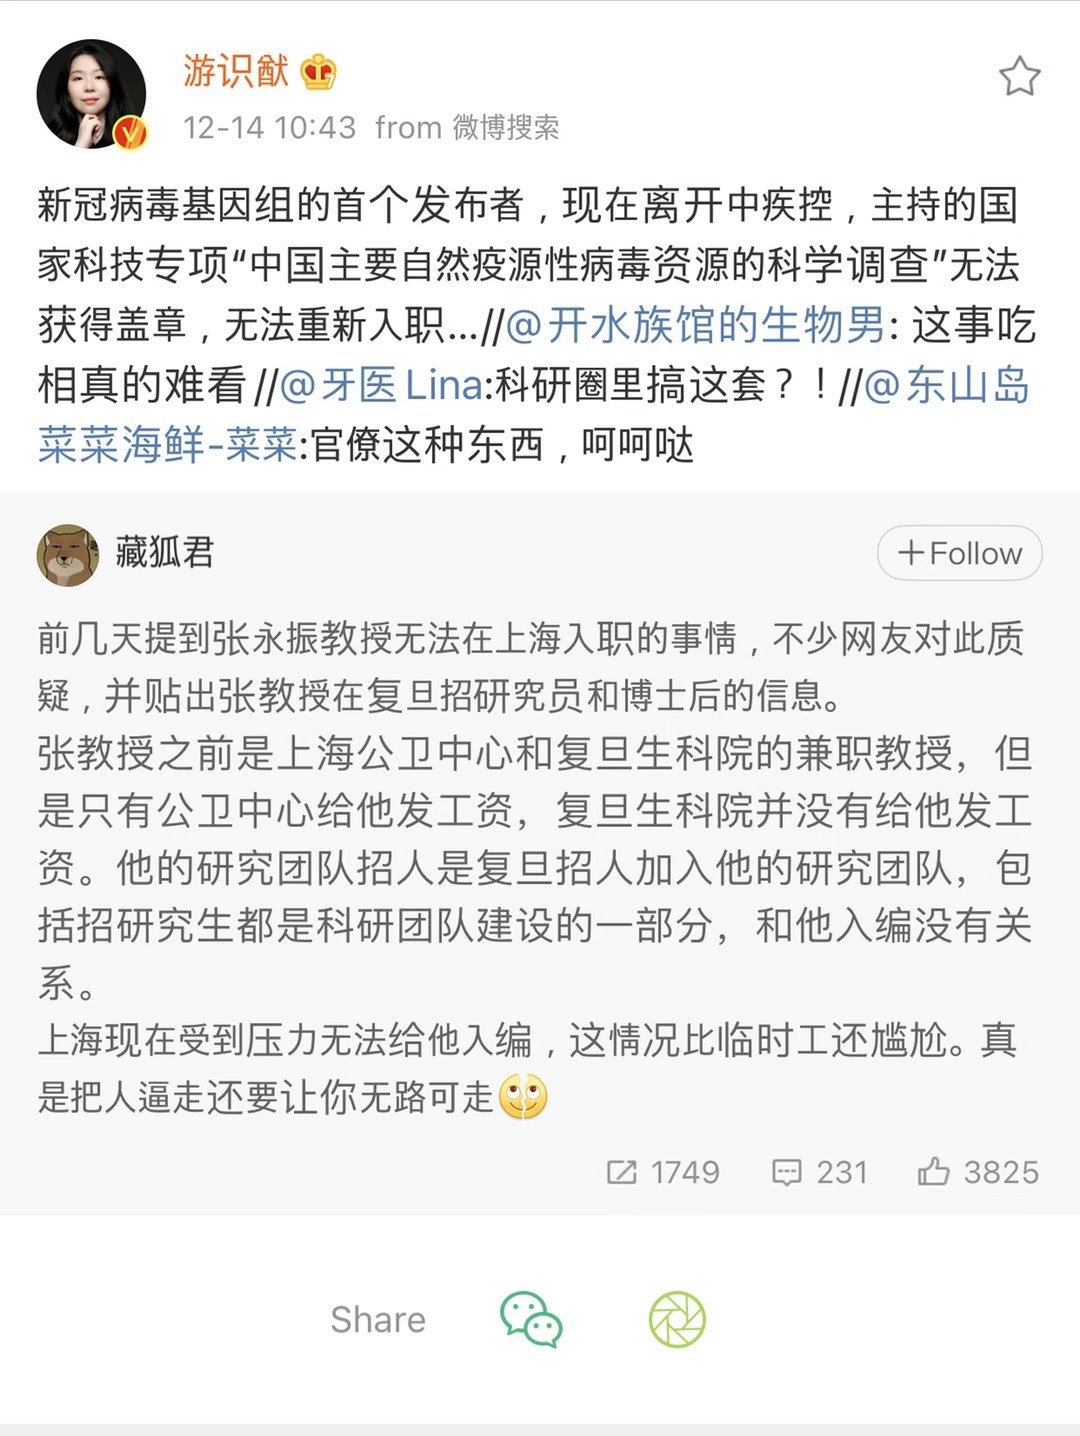 游识猷
12-14 10:43 from 微博搜索
新冠病毒基因组的首个发布者，现在离开中疾控，主持的国
家科技专项“中国主要自然疫源性病毒资源的科学调查”无法
获得盖章，无法重新入职...//@开水族馆的生物男: 这事吃
相真的难看//@牙医Lina:科研圈里搞这套？！//@东山岛
菜菜海鲜-菜菜:官僚这种东西，呵呵哒
藏狐君
+Follow
前几天提到张永振教授无法在上海入职的事情，不少网友对此质
疑，并贴出张教授在复旦招研究员和博士后的信息。
张教授之前是上海公卫中心和复旦生科院的兼职教授，但
是只有公卫中心给他发工资，复旦生科院并没有给他发工
资。他的研究团队招人是复旦招人加入他的研究团队，包
括招研究生都是科研团队建设的一部分，和他入编没有关
系。
上海现在受到压力无法给他入编，这情况比临时工还尴尬。真
是把人逼走还要让你无路可走
1749 231 3825
Share